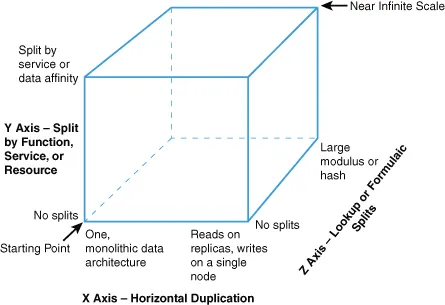 Near Infinite Scale
Split by
service or
data affinity
Y Axis – Split
by Function,
Service, or
Resource
Large
modulus or
hash
Z Axis – Lookup or Formulaic
Splits
No splits
Starting Point
One,
monolithic data
architecture
Reads on
replicas, writes
on a single
node
No splits
X Axis – Horizontal Duplication